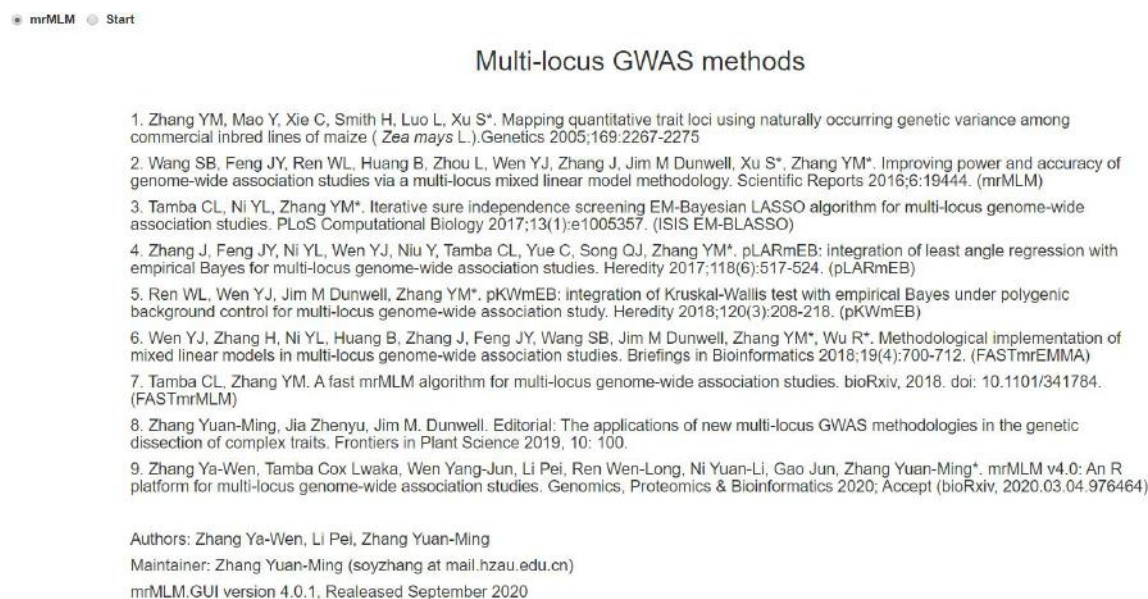 mrMLM Start
Multi-locus GWAS methods
1. Zhang YM, Mao Y, Xie C, Smith H, Luo L, Xu S*. Mapping quantitative trait loci using naturally occurring genetic variance among
commercial inbred lines of maize ( Zea mays L.).Genetics 2005;169:2267-2275
2. Wang SB, Feng JY, Ren WL, Huang B, Zhou L, Wen YJ, Zhang J, Jim M Dunwell, Xu S*, Zhang YM*. Improving power and accuracy of
genome-wide association studies via a multi-locus mixed linear model methodology. Scientific Reports 2016;6:19444. (mrMLM)
3. Tamba CL, Ni YL, Zhang YM*. Iterative sure independence screening EM-Bayesian LASSO algorithm for multi-locus genome-wide
association studies. PLoS Computational Biology 2017;13(1):e1005357. (ISIS EM-BLASSO)
4. Zhang J, Feng JY, Ni YL, Wen YJ, Niu Y, Tamba CL, Yue C, Song QJ, Zhang YM*. pLARmEB: integration of least angle regression with
empirical Bayes for multi-locus genome-wide association studies. Heredity 2017;118(6):517-524. (pLARmEB)
5. Ren WL, Wen YJ, Jim M Dunwell, Zhang YM*. pKWmEB: integration of Kruskal-Wallis test with empirical Bayes under polygenic
background control for multi-locus genome-wide association study. Heredity 2018;120(3):208-218. (pKWmEB)
6. Wen YJ, Zhang H, Ni YL, Huang B, Zhang J, Feng JY, Wang SB, Jim M Dunwell, Zhang YM*, Wu R*. Methodological implementation of
mixed linear models in multi-locus genome-wide association studies. Briefings in Bioinformatics 2018;19(4):700-712. (FASTmrEMMA)
7. Tamba CL, Zhang YM. A fast mrMLM algorithm for multi-locus genome-wide association studies. bioRxiv, 2018. doi: 10.1101/341784.
(FASTmrMLM)
8. Zhang Yuan-Ming, Jia Zhenyu, Jim M. Dunwell. Editorial: The applications of new multi-locus GWAS methodologies in the genetic
dissection of complex traits. Frontiers in Plant Science 2019, 10: 100.
9. Zhang Ya-Wen, Tamba Cox Lwaka, Wen Yang-Jun, Li Pei, Ren Wen-Long, Ni Yuan-Li, Gao Jun, Zhang Yuan-Ming*. mrMLM v4.0: An R
platform for multi-locus genome-wide association studies. Genomics, Proteomics & Bioinformatics 2020; Accept (bioRxiv, 2020.03.04.976464)
Authors: Zhang Ya-Wen, Li Pei, Zhang Yuan-Ming
Maintainer: Zhang Yuan-Ming (soyzhang at mail.hzau.edu.cn)
mrMLM.GUI version 4.0.1, Realeased September 2020